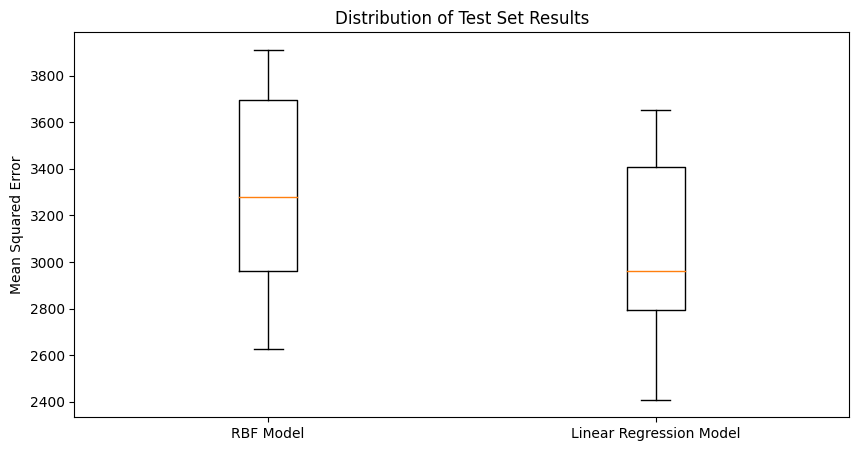 Distribution of Test Set Results
Mean Squared Error
3800
3600
3400
3200
3000
2800
2600
2400
RBF Model
Linear Regression Model